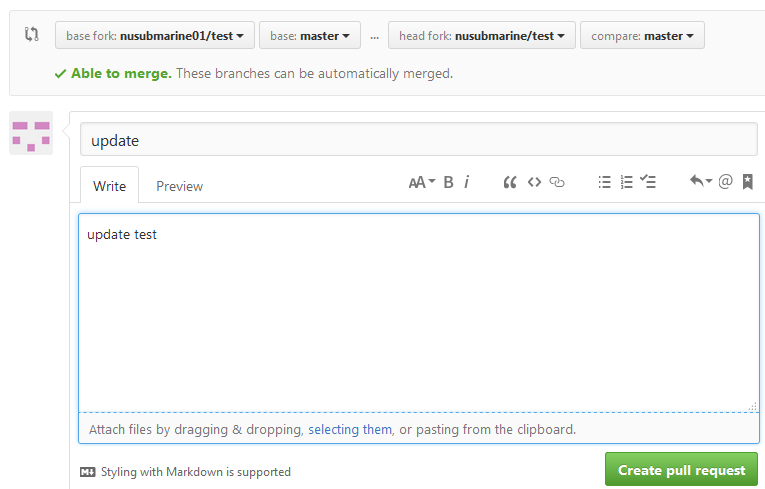 base fork: nusubmarine01/test base: master ... head fork: nusubmarine/test compare: master
Able to merge. These branches can be automatically merged.
update
Write Preview AA B i @
update test
Attach files by dragging & dropping, selecting them, or pasting from the clipboard.
Styling with Markdown is supported Create pull request